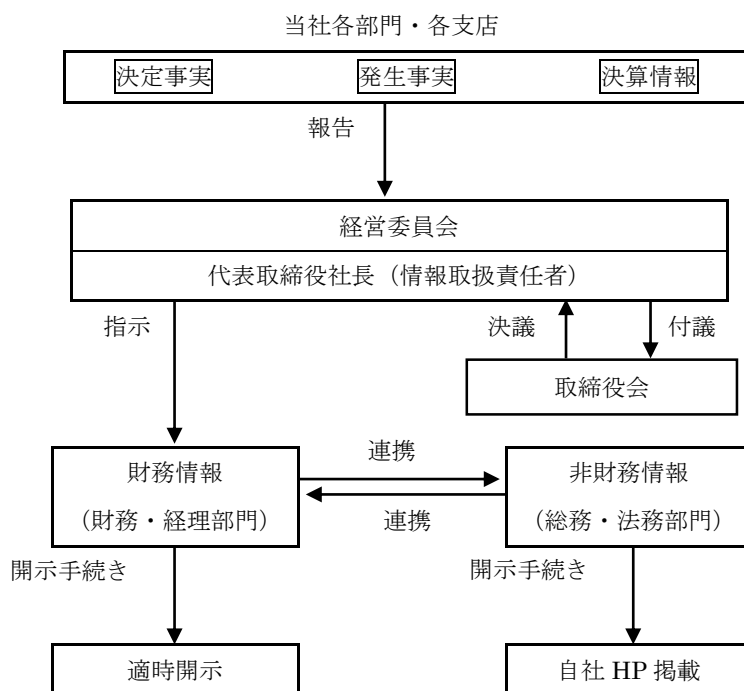 当社各部門・各支店
決定事実 発生事実 決算情報
報告
経営委員会
代表取締役社長（情報取扱責任者）
指示 決議 付議
取締役会
財務情報 連携 非財務情報
（財務・経理部門） 連携 （総務・法務部門）
開示手続き 開示手続き
適時開示 自社 HP 掲載